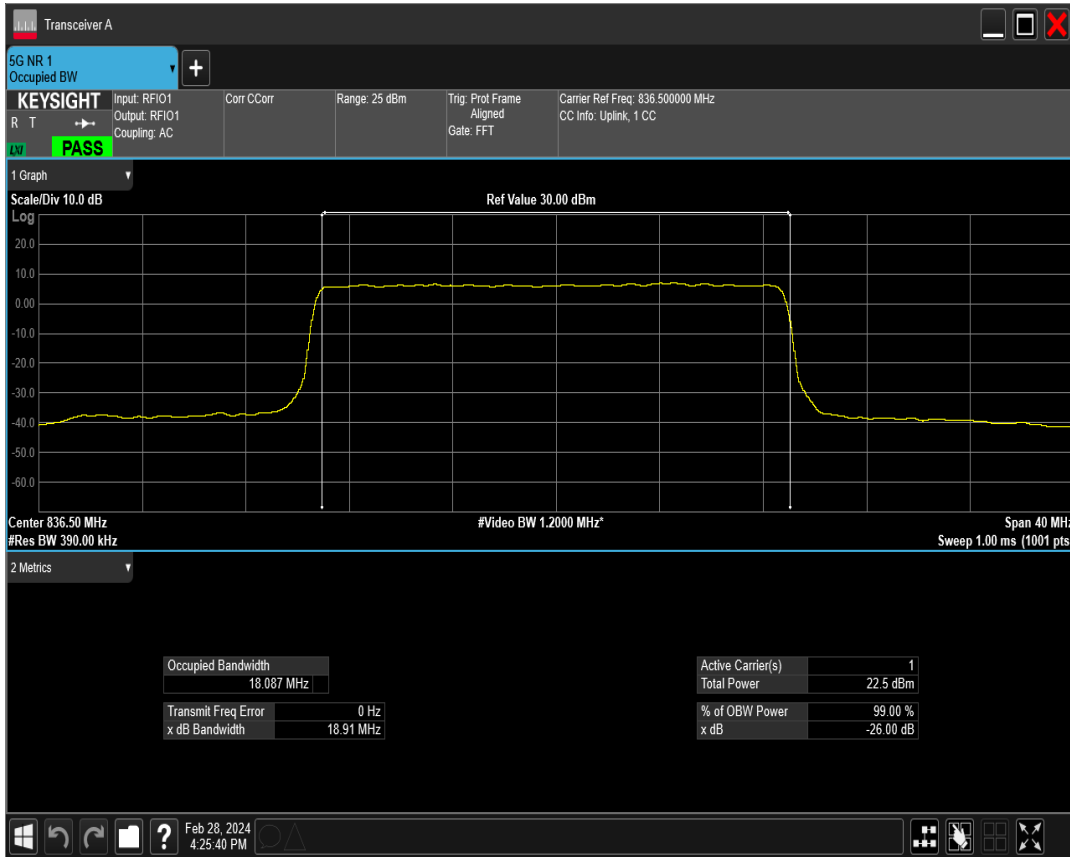 Transceiver A
5G NR 1
Occupied BW
+
KEYSIGHT
R T
LXI
PASS
Input: RFIO1
Output: RFIO1
Coupling: AC
Corr CCorr
Range: 25 dBm
Trig: Prot Frame
Aligned
Gate: FFT
Carrier Ref Freq: 836.500000 MHz
CC Info: Uplink, 1 CC
1 Graph
Scale/Div 10.0 dB
Ref Value 30.00 dBm
Log
20.0
10.0
0.00
-10.0
-20.0
-30.0
-40.0
-50.0
-60.0
Center 836.50 MHz
#Video BW 1.2000 MHz*
Span 40 MHz
#Res BW 390.00 kHz
Sweep 1.00 ms (1001 pts
2 Metrics
Occupied Bandwidth
18.087 MHz
Transmit Freq Error 0 Hz
x dB Bandwidth 18.91 MHz
Active Carrier(s) 1
Total Power 22.5 dBm
% of OBW Power 99.00 %
x dB -26.00 dB
?
Feb 28, 2024
4:25:40 PM